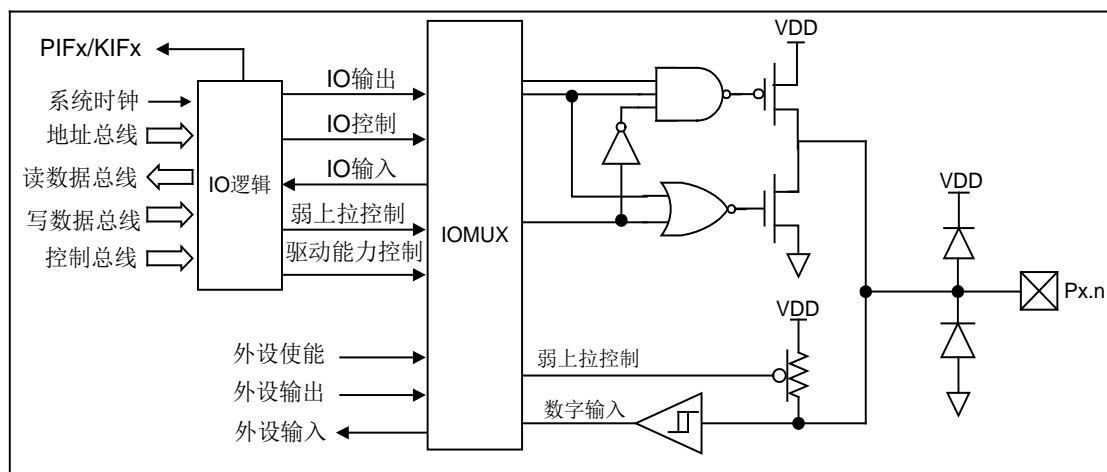 PIFx/KIFx
系统时钟
地址总线
读数据总线
写数据总线
控制总线
IO逻辑
IO输出
IO控制
IO输入
弱上拉控制
驱动能力控制
外设使能
外设输出
外设输入
IOMUX
VDD
弱上拉控制
VDD
数字输入
VDD
Px.n